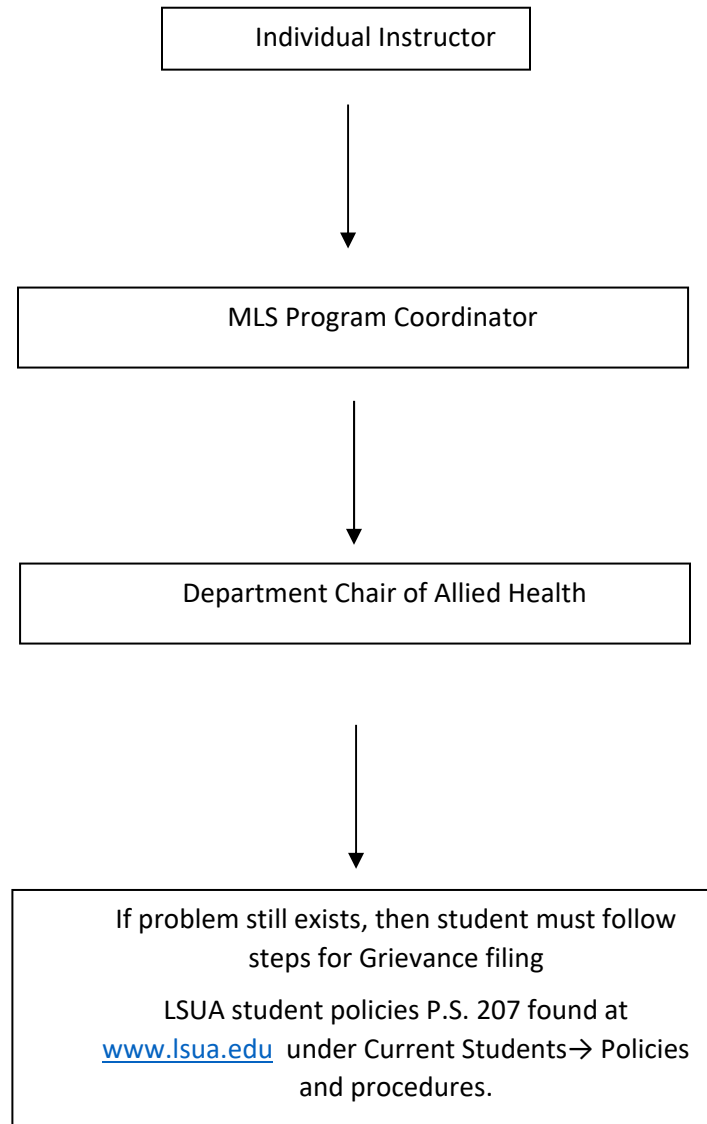 Individual Instructor
MLS Program Coordinator
Department Chair of Allied Health
If problem still exists, then student must follow
steps for Grievance filing
LSUA student policies P.S. 207 found at
www.lsua.edu under Current Students→ Policies
and procedures.